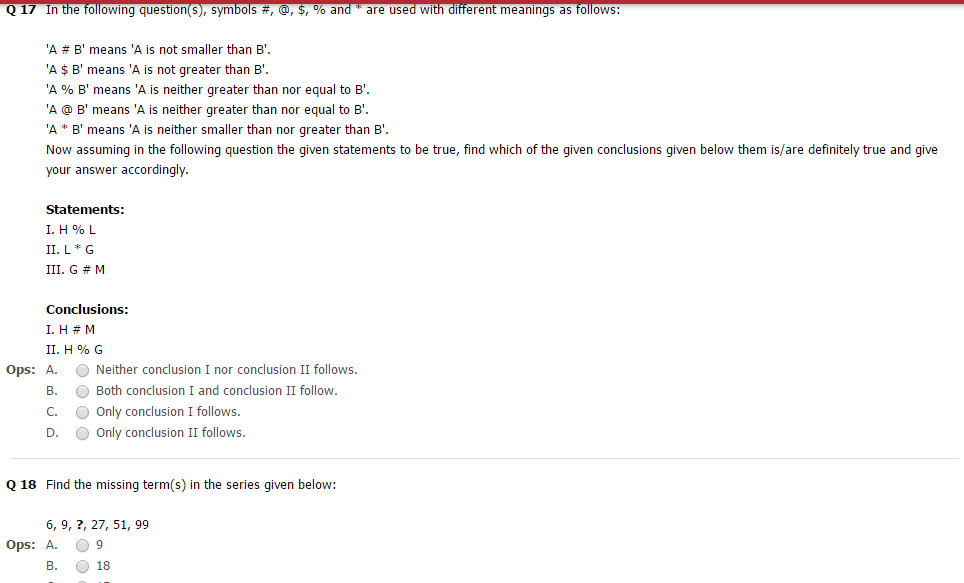 Q 17 In the following question(s), symbols #, @, $, % and * are used with different meanings as follows:
'A # B' means 'A is not smaller than B'.
'A $ B' means 'A is not greater than B'.
'A % B' means 'A is neither greater than nor equal to B'.
'A @ B' means 'A is neither greater than nor equal to B'.
'A * B' means 'A is neither smaller than nor greater than B'.
Now assuming in the following question the given statements to be true, find which of the given conclusions given below them is/are definitely true and give
your answer accordingly.
Statements:
I. H % L
II. L * G
III. G # M
Conclusions:
I. H # M
II. H % G
Ops: A. Neither conclusion I nor conclusion II follows.
B. Both conclusion I and conclusion II follow.
C. Only conclusion I follows.
D. Only conclusion II follows.
Q 18 Find the missing term(s) in the series given below:
6, 9, ?, 27, 51, 99
Ops: A. 9
B. 18